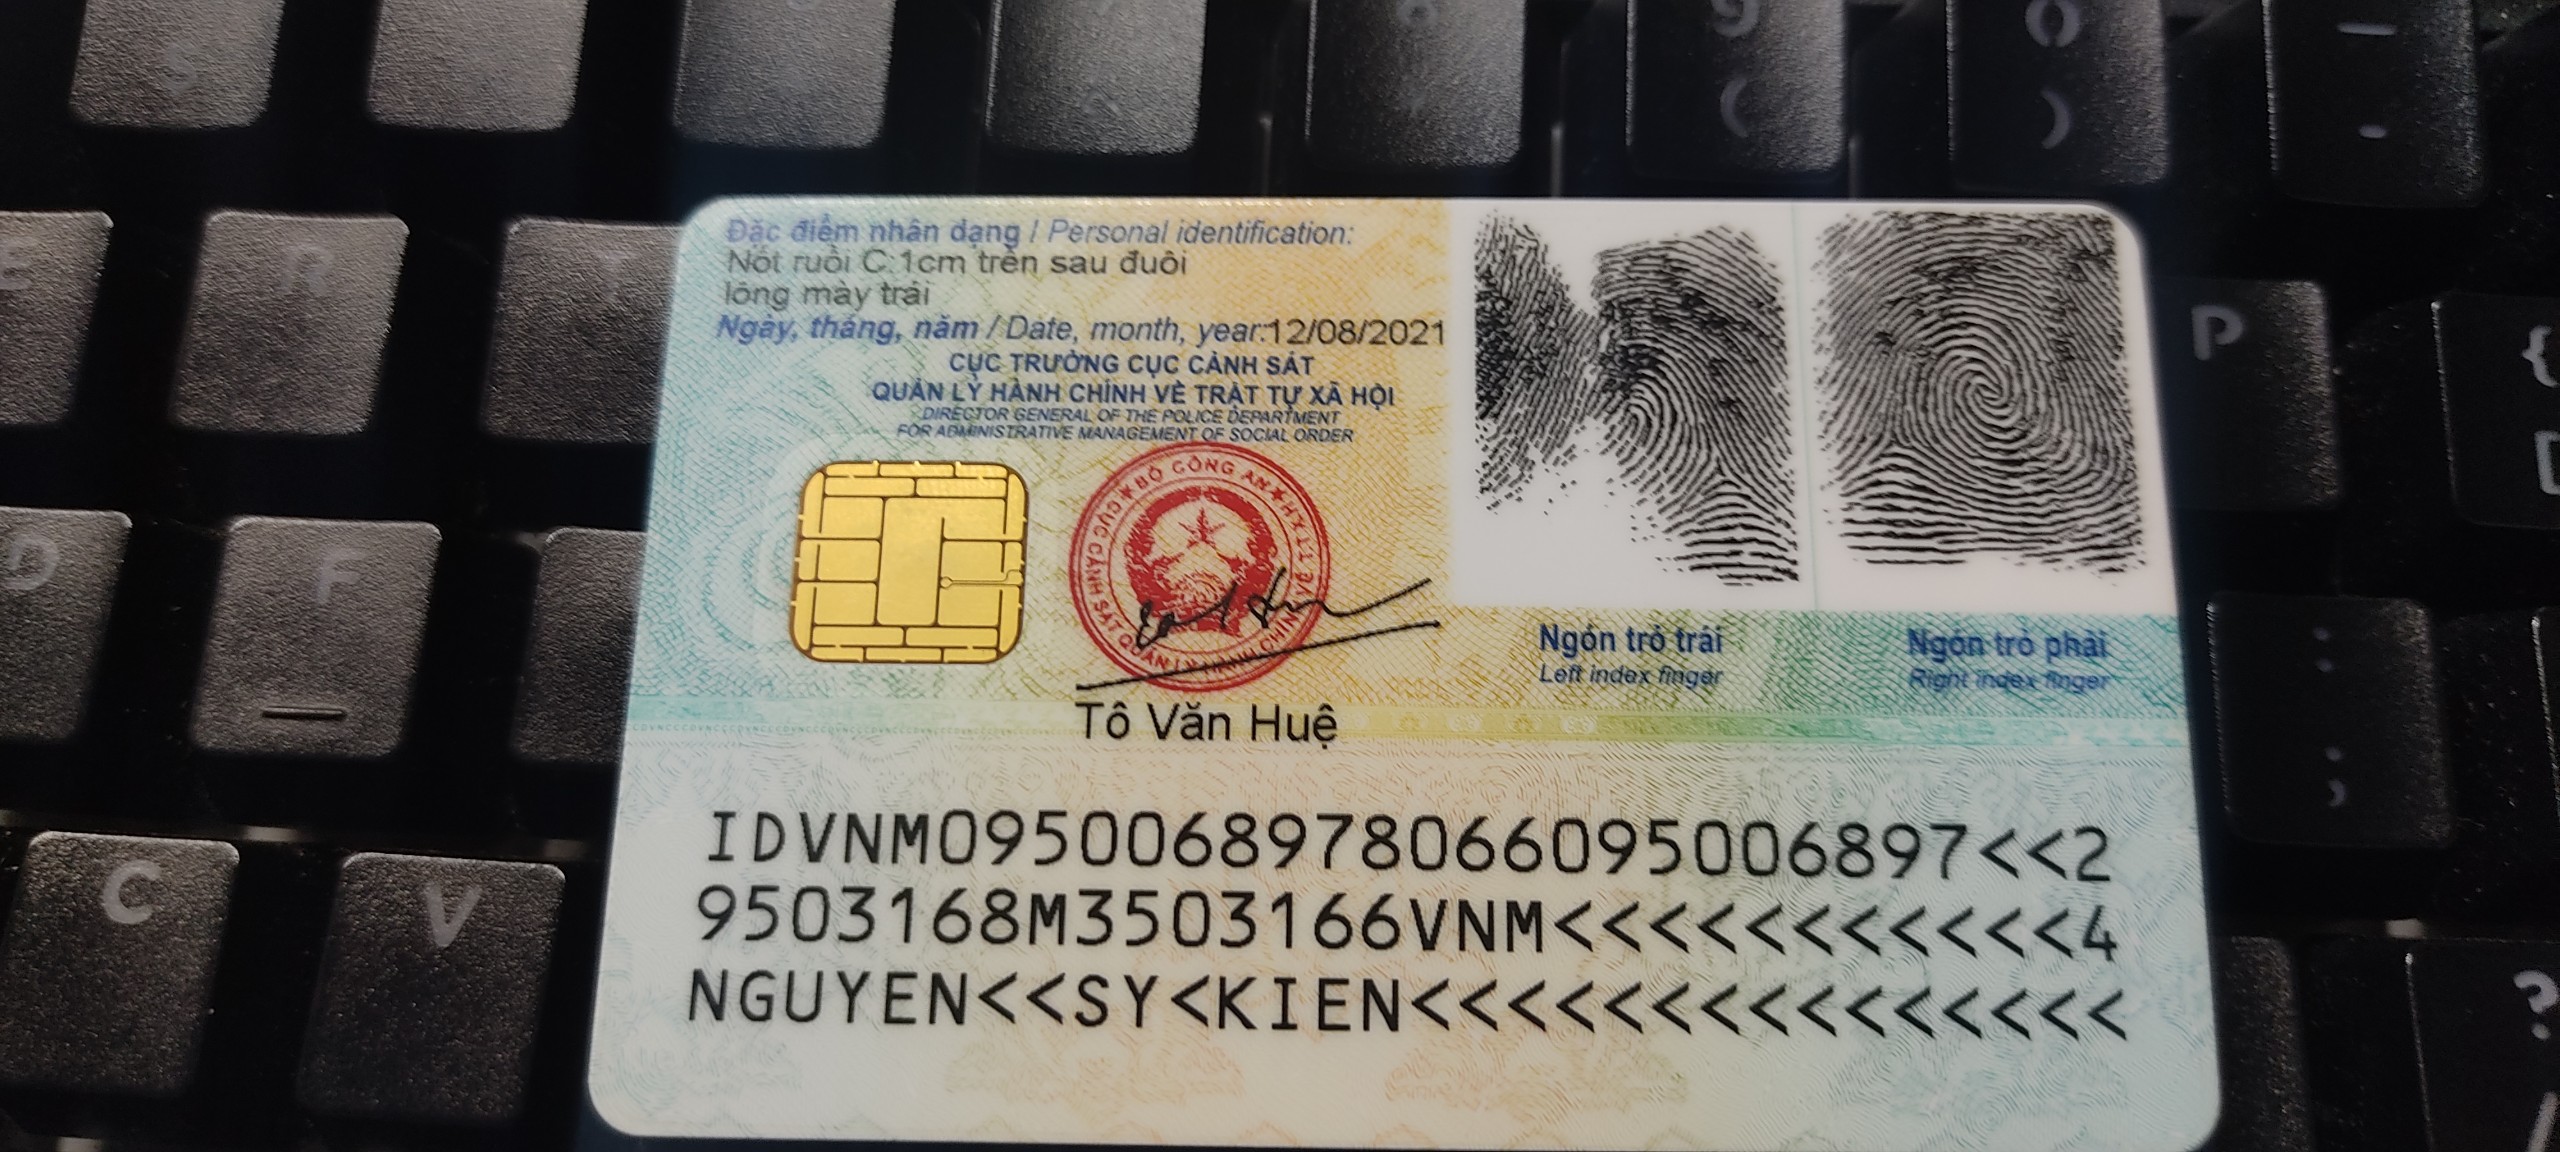 9
(
0
)
-
E
R
P
{
[
D
F
C
V
;
,
?
/
Đặc điểm nhân dạng / Personal identification:
Nốt ruồi C:1cm trên sau đuôi
lông mày trái
Ngày, tháng, năm / Date, month, year:12/08/2021
CỤC TRƯỞNG CỤC CẢNH SÁT
QUẢN LÝ HÀNH CHÍNH VỀ TRẬT TỰ XÃ HỘI
DIRECTOR GENERAL OF THE POLICE DEPARTMENT
FOR ADMINISTRATIVE MANAGEMENT OF SOCIAL ORDER
BỘ CÔNG AN
CỤC CẢNH SÁT QUẢN LÝ HÀNH CHÍNH VỀ TTXH
Tô Văn Huệ
Ngón trỏ trái
Left index finger
Ngón trỏ phải
Right index finger
IDVNM0950068978066095006897<<2
9503168M3503166VNM<<<<<<<<<<<4
NGUYEN<<SY<KIEN<<<<<<<<<<<<<<<